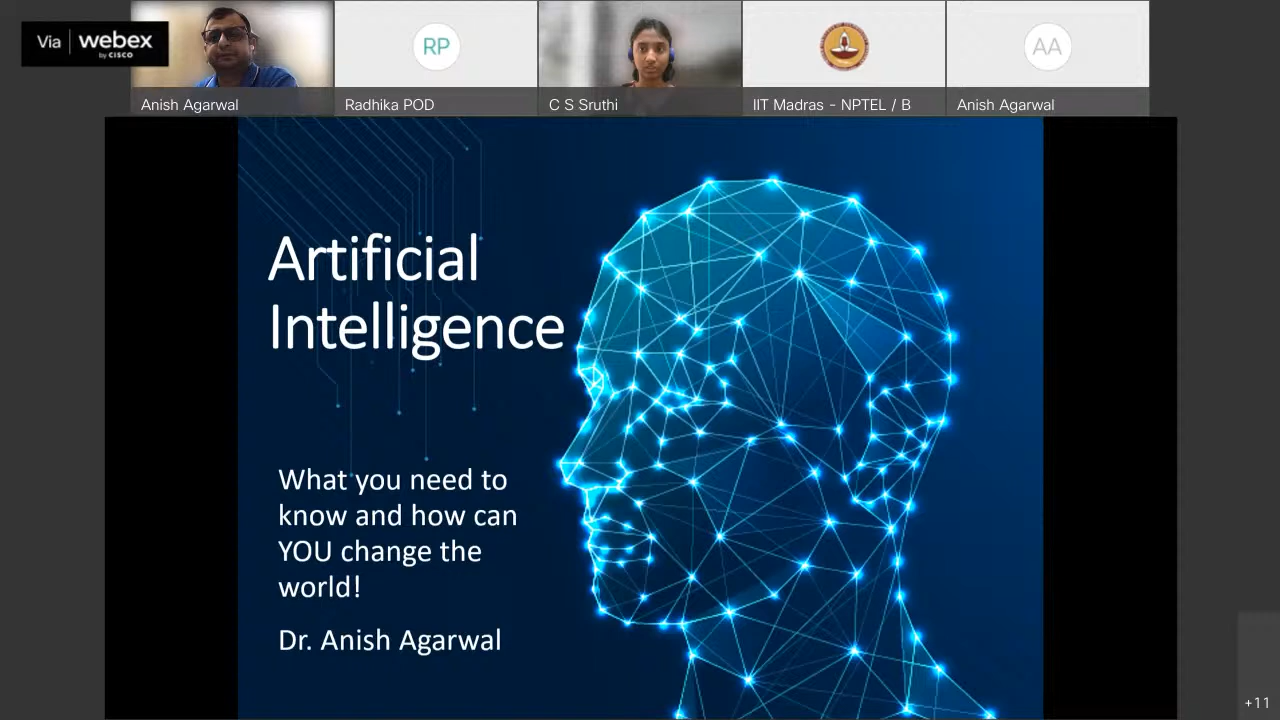 Via webex
by CISCO
Anish Agarwal
RP
Radhika POD
C S Sruthi
IIT Madras - NPTEL / B
AA
Anish Agarwal
Artificial
Intelligence
What you need to
know and how can
YOU change the
world!
Dr. Anish Agarwal
+11